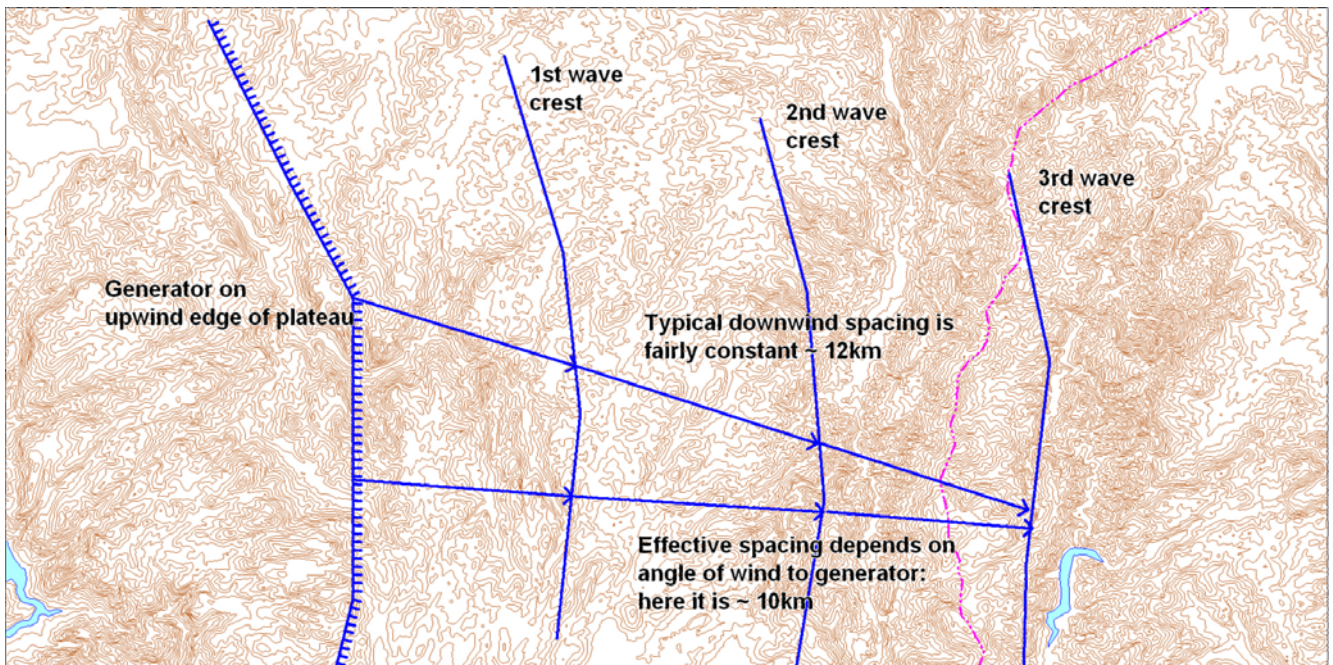 1st wave
crest
2nd wave
crest
3rd wave
crest
Generator on
upwind edge of plateau
Typical downwind spacing is
fairly constant ~ 12km
Effective spacing depends on
angle of wind to generator:
here it is ~ 10km